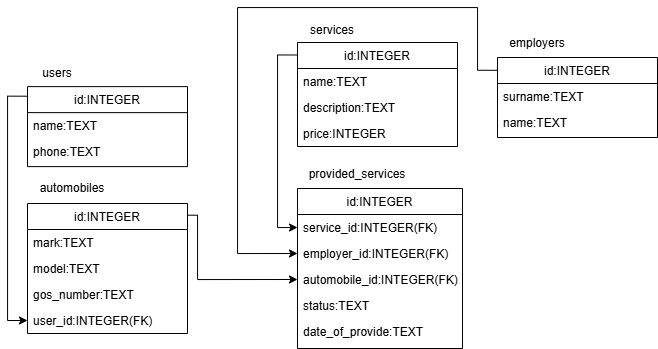 users
id:INTEGER
name:TEXT
phone:TEXT
automobiles
id:INTEGER
mark:TEXT
model:TEXT
gos_number:TEXT
user_id:INTEGER(FK)
services
id:INTEGER
name:TEXT
description:TEXT
price:INTEGER
provided_services
id:INTEGER
service_id:INTEGER(FK)
employer_id:INTEGER(FK)
automobile_id:INTEGER(FK)
status:TEXT
date_of_provide:TEXT
employers
id:INTEGER
surname:TEXT
name:TEXT